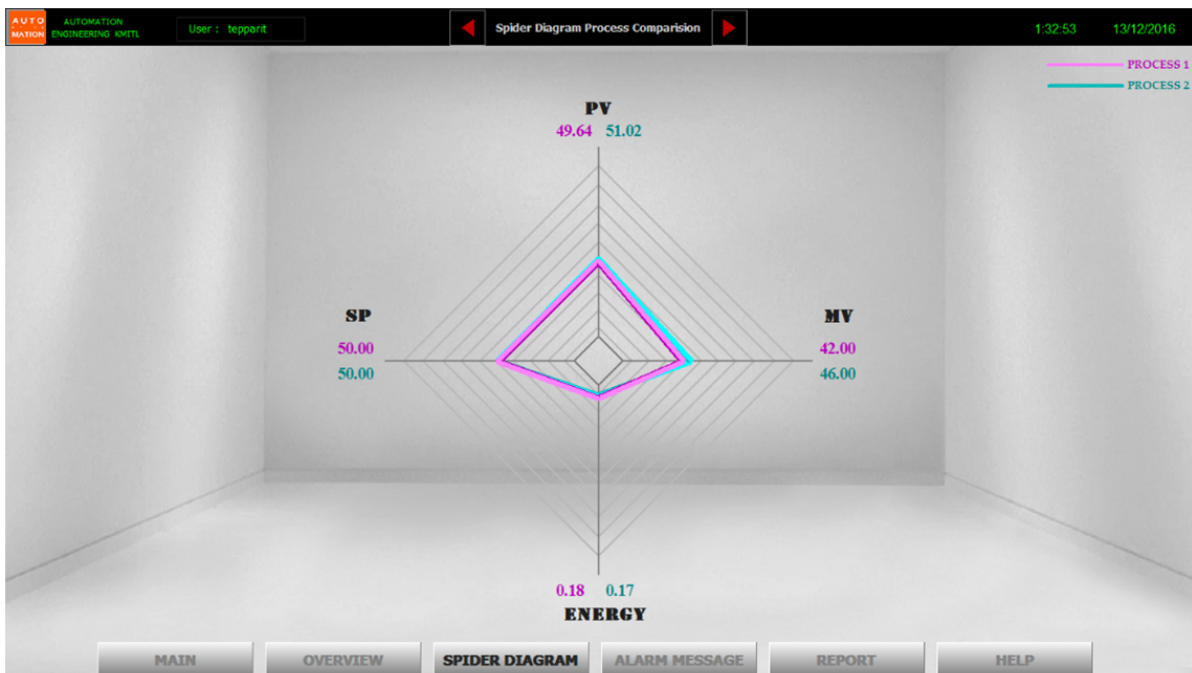 AUTO
MATION
AUTOMATION
ENGINEERING KMITL
User : tepparit
Spider Diagram Process Comparision
1:32:53
13/12/2016
PROCESS 1
PROCESS 2
PV
49.64 51.02
SP
50.00
50.00
MV
42.00
46.00
0.18 0.17
ENERGY
MAIN
OVERVIEW
SPIDER DIAGRAM
ALARM MESSAGE
REPORT
HELP